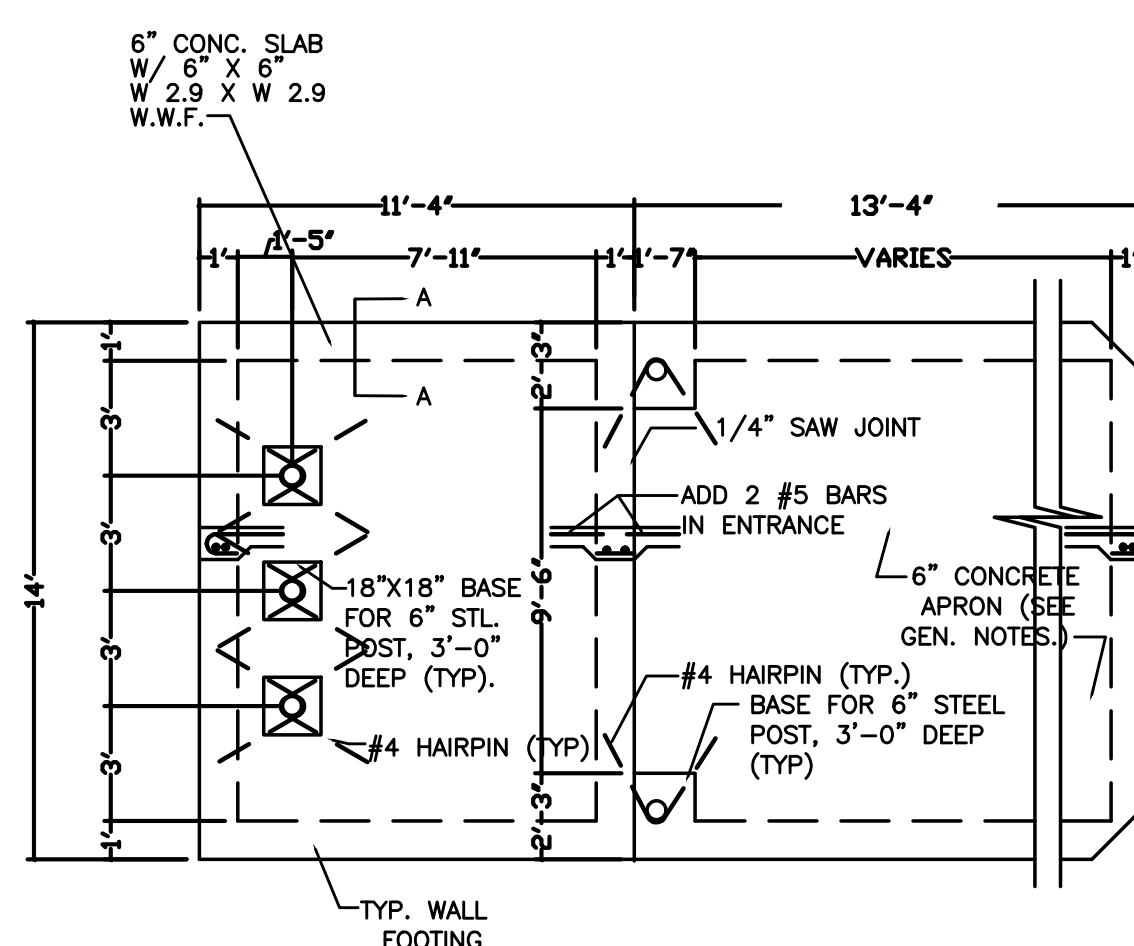 6” CONC. SLAB
W/ 6” X 6”
W 2.9 X W 2.9
W.W.F.
11'-4"
13'-4"
1'
1'-5"
7'-11"
1'
1'-7"
VARIES
1'
A
A
1'
3'
3'
3'
3'
1'
14'
2'-3"
9'-6"
2'-3"
1/4” SAW JOINT
ADD 2 #5 BARS
IN ENTRANCE
18”X18” BASE
FOR 6” STL.
POST, 3’-0”
DEEP (TYP).
6” CONCRETE
APRON (SEE
GEN. NOTES.)
#4 HAIRPIN (TYP.)
BASE FOR 6” STEEL
POST, 3’-0” DEEP
(TYP)
#4 HAIRPIN (TYP)
TYP. WALL
FOOTING